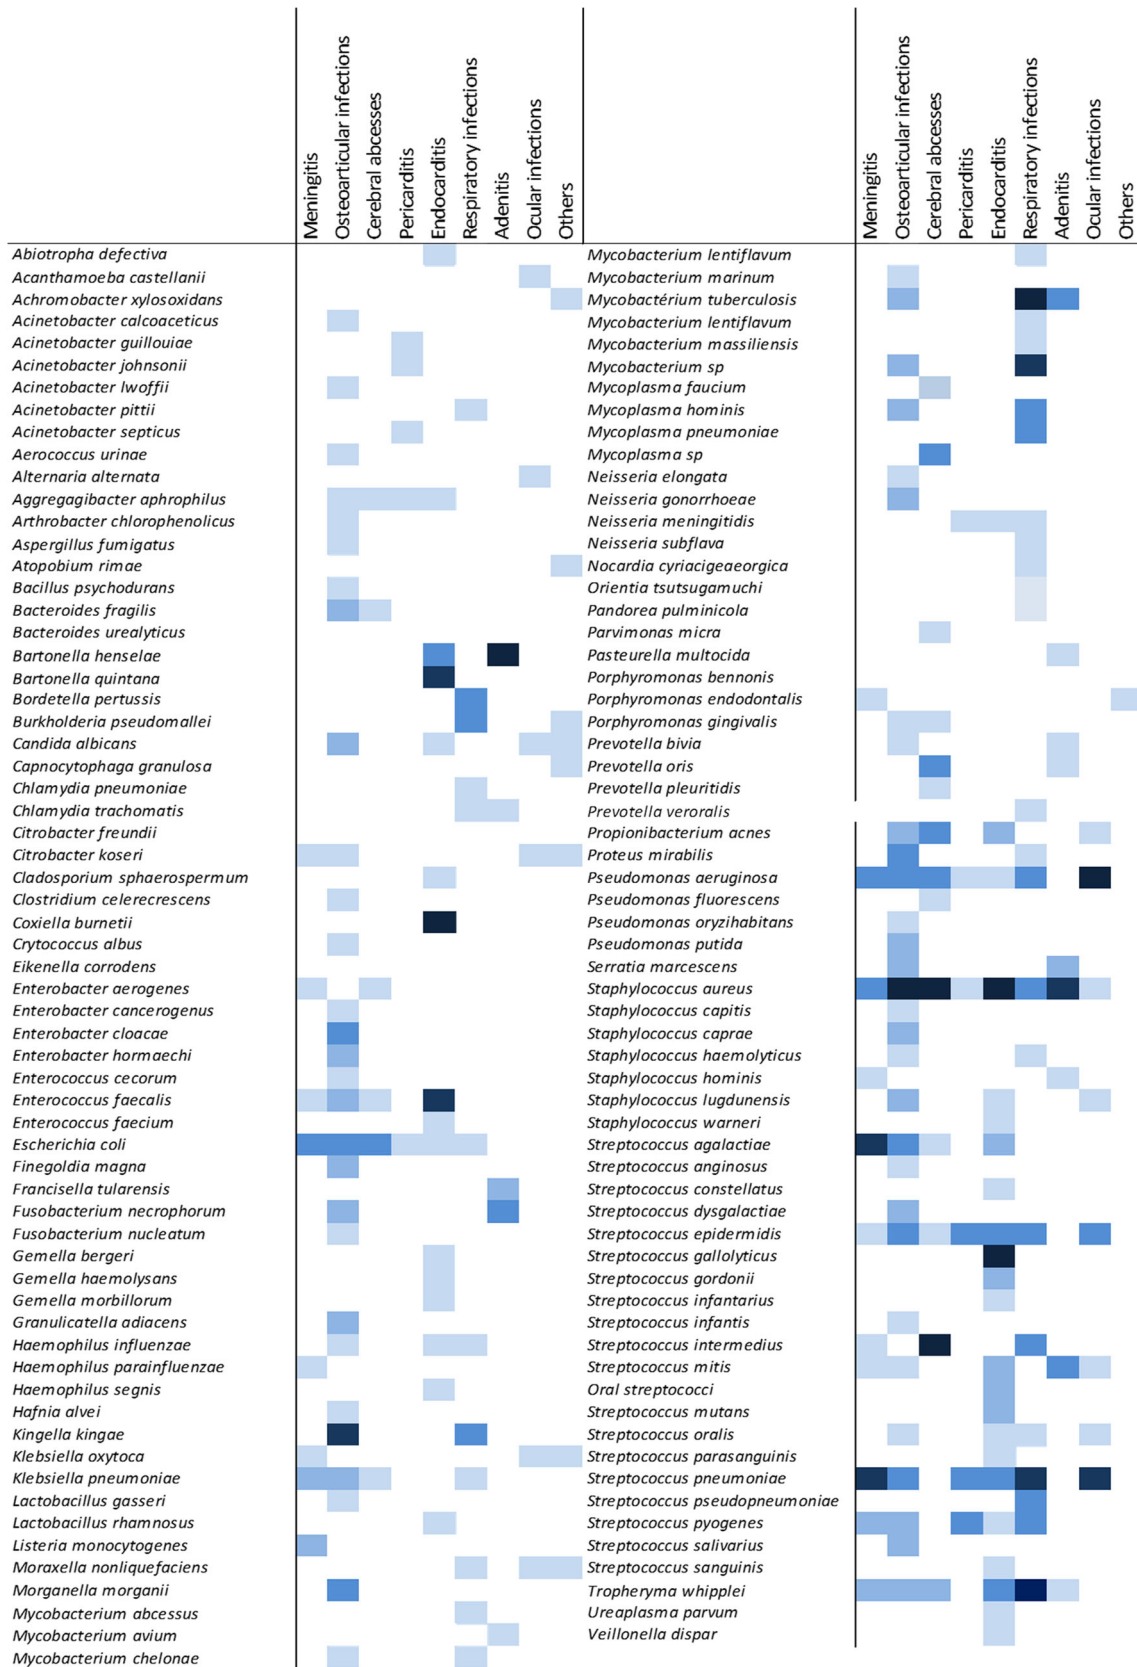 Meningitis
Osteoarticular infections
Cerebral abcesses
Pericarditis
Endocarditis
Respiratory infections
Adenitis
Ocular infections
Others
Meningitis
Osteoarticular infections
Cerebral abcesses
Pericarditis
Endocarditis
Respiratory infections
Adenitis
Ocular infections
Others
Abiotropha defectiva
Acanthamoeba castellanii
Achromobacter xylosoxidans
Acinetobacter calcoaceticus
Acinetobacter guillouiae
Acinetobacter johnsonii
Acinetobacter lwoffii
Acinetobacter pittii
Acinetobacter septicus
Aerococcus urinae
Alternaria alternata
Aggregagibacter aphrophilus
Arthrobacter chlorophenolicus
Aspergillus fumigatus
Atopobium rimae
Bacillus psychodurans
Bacteroides fragilis
Bacteroides urealyticus
Bartonella henselae
Bartonella quintana
Bordetella pertussis
Burkholderia pseudomallei
Candida albicans
Capnocytophaga granulosa
Chlamydia pneumoniae
Chlamydia trachomatis
Citrobacter freundii
Citrobacter koseri
Cladosporium sphaerospermum
Clostridium celerecrescens
Coxiella burnetii
Crytococcus albus
Eikenella corrodens
Enterobacter aerogenes
Enterobacter cancerogenus
Enterobacter cloacae
Enterobacter hormaechi
Enterococcus cecorum
Enterococcus faecalis
Enterococcus faecium
Escherichia coli
Finegoldia magna
Francisella tularensis
Fusobacterium necrophorum
Fusobacterium nucleatum
Gemella bergeri
Gemella haemolysans
Gemella morbillorum
Granulicatella adiacens
Haemophilus influenzae
Haemophilus parainfluenzae
Haemophilus segnis
Hafnia alvei
Kingella kingae
Klebsiella oxytoca
Klebsiella pneumoniae
Lactobacillus gasseri
Lactobacillus rhamnosus
Listeria monocytogenes
Moraxella nonliquefaciens
Morganella morganii
Mycobacterium abcessus
Mycobacterium avium
Mycobacterium chelonae
Mycobacterium lentiflavum
Mycobacterium marinum
Mycobactérium tuberculosis
Mycobacterium lentiflavum
Mycobacterium massiliensis
Mycobacterium sp
Mycoplasma faucium
Mycoplasma hominis
Mycoplasma pneumoniae
Mycoplasma sp
Neisseria elongata
Neisseria gonorrhoeae
Neisseria meningitidis
Neisseria subflava
Nocardia cyriacigeaeorgica
Orientia tsutsugamuchi
Pandorea pulminicola
Parvimonas micra
Pasteurella multocida
Porphyromonas bennonis
Porphyromonas endodontalis
Porphyromonas gingivalis
Prevotella bivia
Prevotella oris
Prevotella pleuritidis
Prevotella veroralis
Propionibacterium acnes
Proteus mirabilis
Pseudomonas aeruginosa
Pseudomonas fluorescens
Pseudomonas oryzihabitans
Pseudomonas putida
Serratia marcescens
Staphylococcus aureus
Staphylococcus capitis
Staphylococcus caprae
Staphylococcus haemolyticus
Staphylococcus hominis
Staphylococcus lugdunensis
Staphylococcus warneri
Streptococcus agalactiae
Streptococcus anginosus
Streptococcus constellatus
Streptococcus dysgalactiae
Streptococcus epidermidis
Streptococcus gallolyticus
Streptococcus gordonii
Streptococcus infantarius
Streptococcus infantis
Streptococcus intermedius
Streptococcus mitis
Oral streptococci
Streptococcus mutans
Streptococcus oralis
Streptococcus parasanguinis
Streptococcus pneumoniae
Streptococcus pseudopneumoniae
Streptococcus pyogenes
Streptococcus salivarius
Streptococcus sanguinis
Tropheryma whipplei
Ureaplasma parvum
Veillonella dispar